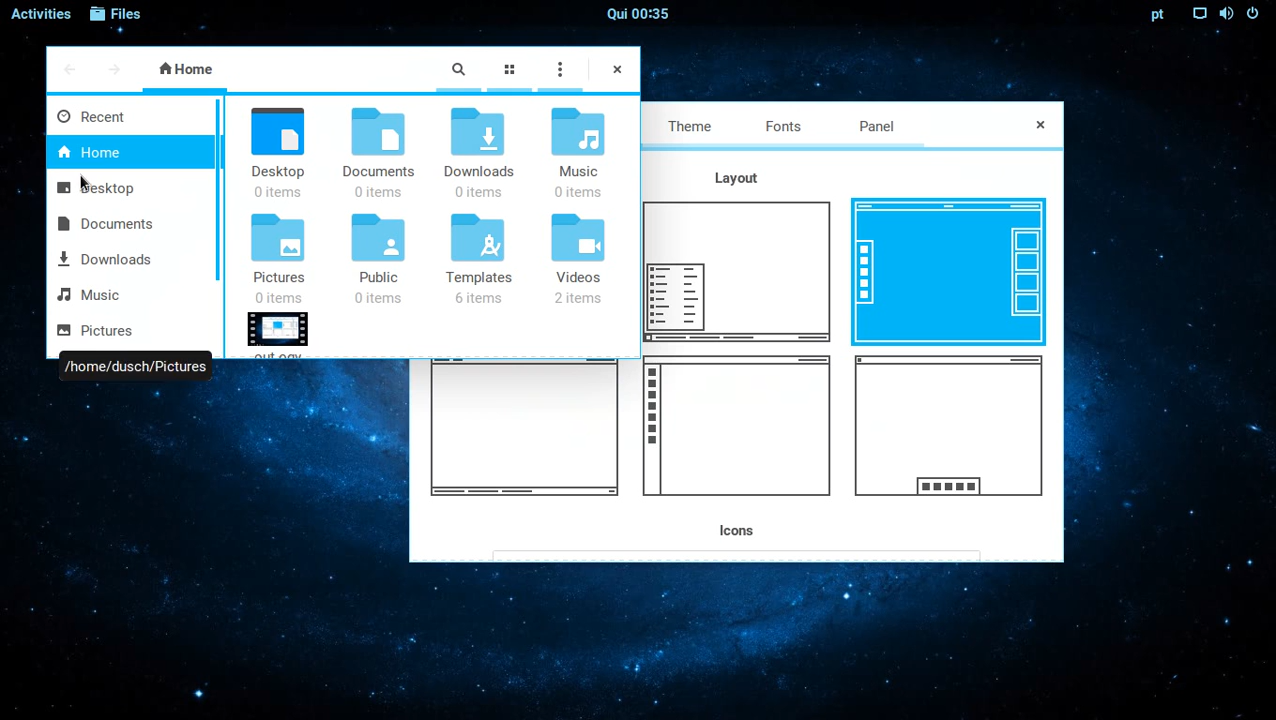 Activities
Files
Qui 00:35
pt
Home
Recent
Home
Desktop
Documents
Downloads
Music
Pictures
/home/dusch/Pictures
Desktop
0 items
Documents
0 items
Downloads
0 items
Music
0 items
Pictures
0 items
Public
0 items
Templates
6 items
Videos
2 items
Theme
Fonts
Panel
Layout
Icons